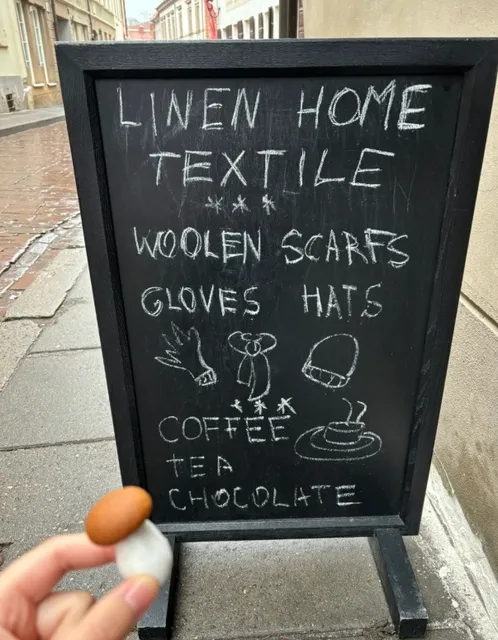 LINEN HOME
TEXTILE
***
WOOLEN SCARFS
GLOVES HATS
***
COFFEE
TEA
CHOCOLATE